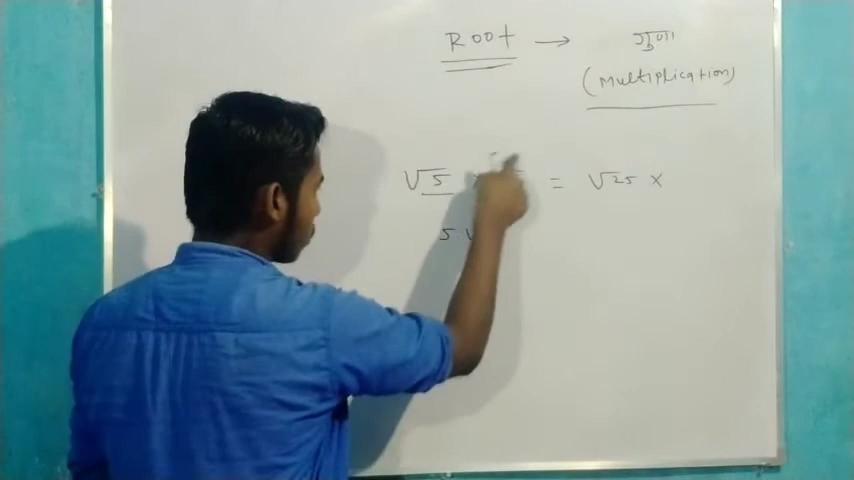 Root → गुणा
(Multiplication)
√5 = √25 ×
5